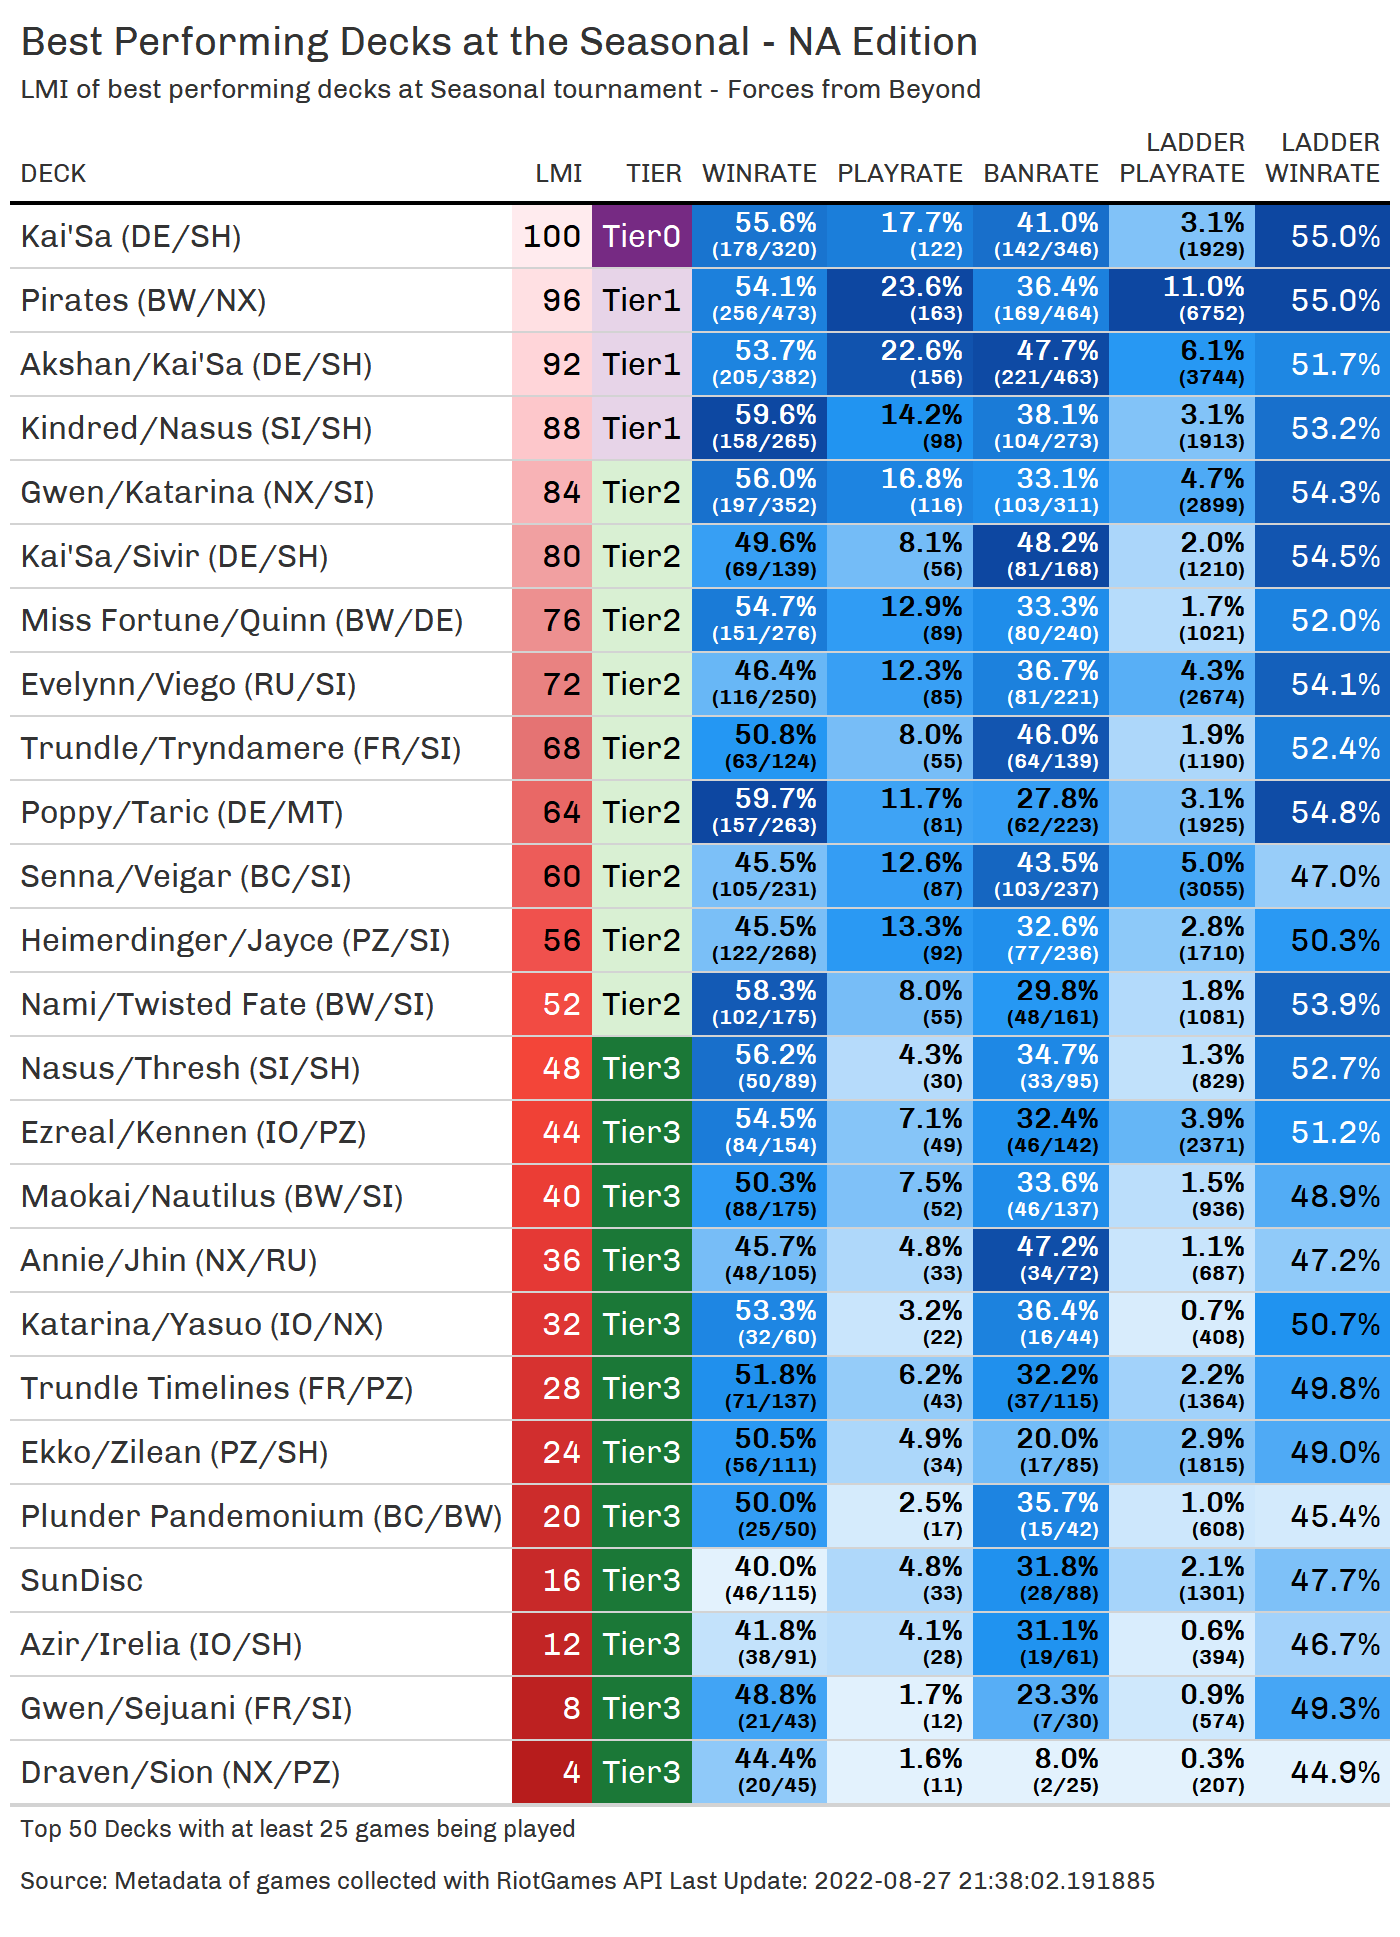 Best Performing Decks at the Seasonal - NA Edition
LMI of best performing decks at Seasonal tournament - Forces from Beyond
DECK LMI TIER WINRATE PLAYRATE BANRATE LADDER PLAYRATE LADDER WINRATE
Kai'Sa (DE/SH) 100 Tier0 55.6% 17.7% 41.0% 3.1% 55.0%
(178/320) (122) (142/346) (1929)
Pirates (BW/NX) 96 Tier1 54.1% 23.6% 36.4% 11.0% 55.0%
(256/473) (163) (169/464) (6752)
Akshan/Kai'Sa (DE/SH) 92 Tier1 53.7% 22.6% 47.7% 6.1% 51.7%
(205/382) (156) (221/463) (3744)
Kindred/Nasus (SI/SH) 88 Tier1 59.6% 14.2% 38.1% 3.1% 53.2%
(158/265) (98) (104/273) (1913)
Gwen/Katarina (NX/SI) 84 Tier2 56.0% 16.8% 33.1% 4.7% 54.3%
(197/352) (116) (103/311) (2899)
Kai'Sa/Sivir (DE/SH) 80 Tier2 49.6% 8.1% 48.2% 2.0% 54.5%
(69/139) (56) (81/168) (1210)
Miss Fortune/Quinn (BW/DE) 76 Tier2 54.7% 12.9% 33.3% 1.7% 52.0%
(151/276) (89) (80/240) (1021)
Evelynn/Viego (RU/SI) 72 Tier2 46.4% 12.3% 36.7% 4.3% 54.1%
(116/250) (85) (81/221) (2674)
Trundle/Tryndamere (FR/SI) 68 Tier2 50.8% 8.0% 46.0% 1.9% 52.4%
(63/124) (55) (64/139) (1190)
Poppy/Taric (DE/MT) 64 Tier2 59.7% 11.7% 27.8% 3.1% 54.8%
(157/263) (81) (62/223) (1925)
Senna/Veigar (BC/SI) 60 Tier2 45.5% 12.6% 43.5% 5.0% 47.0%
(105/231) (87) (103/237) (3055)
Heimerdinger/Jayce (PZ/SI) 56 Tier2 45.5% 13.3% 32.6% 2.8% 50.3%
(122/268) (92) (77/236) (1710)
Nami/Twisted Fate (BW/SI) 52 Tier2 58.3% 8.0% 29.8% 1.8% 53.9%
(102/175) (55) (48/161) (1081)
Nasus/Thresh (SI/SH) 48 Tier3 56.2% 4.3% 34.7% 1.3% 52.7%
(50/89) (30) (33/95) (829)
Ezreal/Kennen (IO/PZ) 44 Tier3 54.5% 7.1% 32.4% 3.9% 51.2%
(84/154) (49) (46/142) (2371)
Maokai/Nautilus (BW/SI) 40 Tier3 50.3% 7.5% 33.6% 1.5% 48.9%
(88/175) (52) (46/137) (936)
Annie/Jhin (NX/RU) 36 Tier3 45.7% 4.8% 47.2% 1.1% 47.2%
(48/105) (33) (34/72) (687)
Katarina/Yasuo (IO/NX) 32 Tier3 53.3% 3.2% 36.4% 0.7% 50.7%
(32/60) (22) (16/44) (408)
Trundle Timelines (FR/PZ) 28 Tier3 51.8% 6.2% 32.2% 2.2% 49.8%
(71/137) (43) (37/115) (1364)
Ekko/Zilean (PZ/SH) 24 Tier3 50.5% 4.9% 20.0% 2.9% 49.0%
(56/111) (34) (17/85) (1815)
Plunder Pandemonium (BC/BW) 20 Tier3 50.0% 2.5% 35.7% 1.0% 45.4%
(25/50) (17) (15/42) (608)
SunDisc 16 Tier3 40.0% 4.8% 31.8% 2.1% 47.7%
(46/115) (33) (28/88) (1301)
Azir/Irelia (IO/SH) 12 Tier3 41.8% 4.1% 31.1% 0.6% 46.7%
(38/91) (28) (19/61) (394)
Gwen/Sejuani (FR/SI) 8 Tier3 48.8% 1.7% 23.3% 0.9% 49.3%
(21/43) (12) (7/30) (574)
Draven/Sion (NX/PZ) 4 Tier3 44.4% 1.6% 8.0% 0.3% 44.9%
(20/45) (11) (2/25) (207)
Top 50 Decks with at least 25 games being played
Source: Metadata of games collected with RiotGames API Last Update: 2022-08-27 21:38:02.191885